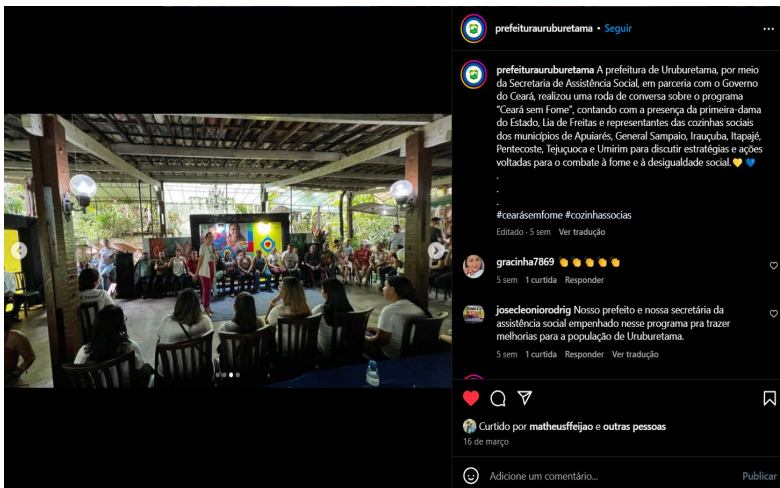 prefeiturauruburetama • Seguir
prefeiturauruburetama A prefeitura de Uruburetama, por meio
da Secretaria de Assistência Social, em parceria com o Governo
do Ceará, realizou uma roda de conversa sobre o programa
“Ceará sem Fome”, contando com a presença da primeira-dama
do Estado, Lia de Freitas e representantes das cozinhas sociais
dos municípios de Apuiarés, General Sampaio, Irauçuba, Itapajé,
Pentecoste, Tejuçuoca e Umirim para discutir estratégias e ações
voltadas para o combate à fome e à desigualdade social.💛💙
.
.
.
#cearásemfome #cozinhassocias
Editado · 5 sem Ver tradução
gracinha7869 👏👏👏👏👏
5 sem 1 curtida Responder
josecleoniorodrig Nosso prefeito e nossa secretária da
assistência social empenhado nesse programa pra trazer
melhorias para a população de Uruburetama.
5 sem 1 curtida Responder Ver tradução
Curtido por matheusffeijao e outras pessoas
16 de março
Adicione um comentário...
Publicar